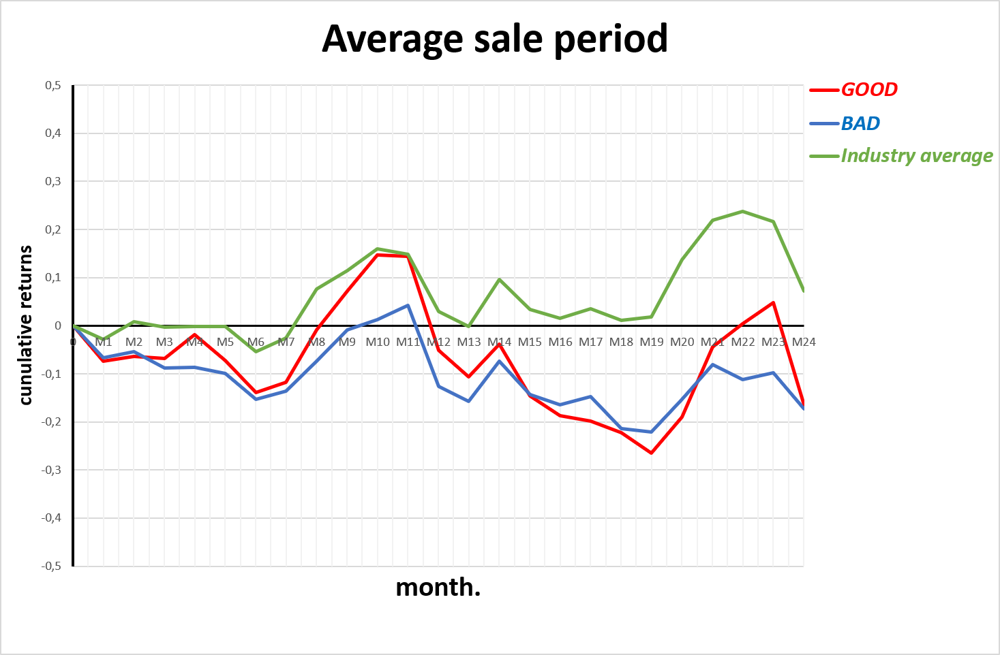 Average sale period
GOOD
BAD
Industry average
cunulative returns
0,5
0,4
0,3
0,2
0,1
0
-0,1
-0,2
-0,3
-0,4
-0,5
0 M1 M2 M3 M4 M5 M6 M7 M8 M9 M10 M11 M12 M13 M14 M15 M16 M17 M18 M19 M20 M21 M22 M23 M24
month.